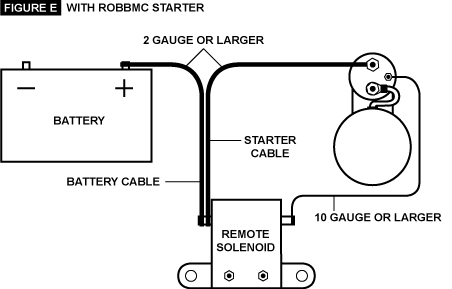 FIGURE E WITH ROBBMC STARTER
2 GAUGE OR LARGER
− +
BATTERY
STARTER
CABLE
BATTERY CABLE
10 GAUGE OR LARGER
REMOTE
SOLENOID